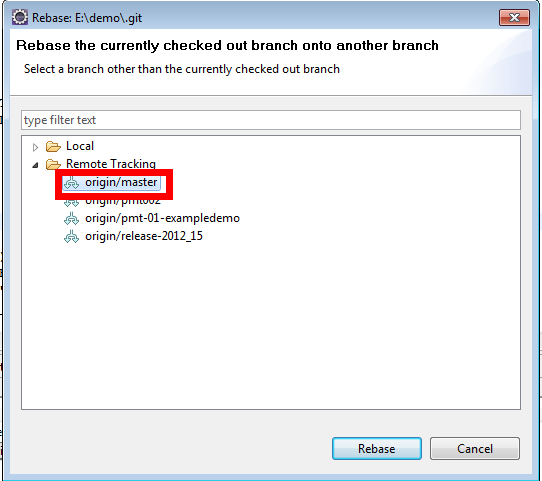 Rebase: E:\demo\.git
Rebase the currently checked out branch onto another branch
Select a branch other than the currently checked out branch
type filter text
Local
Remote Tracking
origin/master
origin/pmt002
origin/pmt-01-exampledemo
origin/release-2012_15
Rebase
Cancel